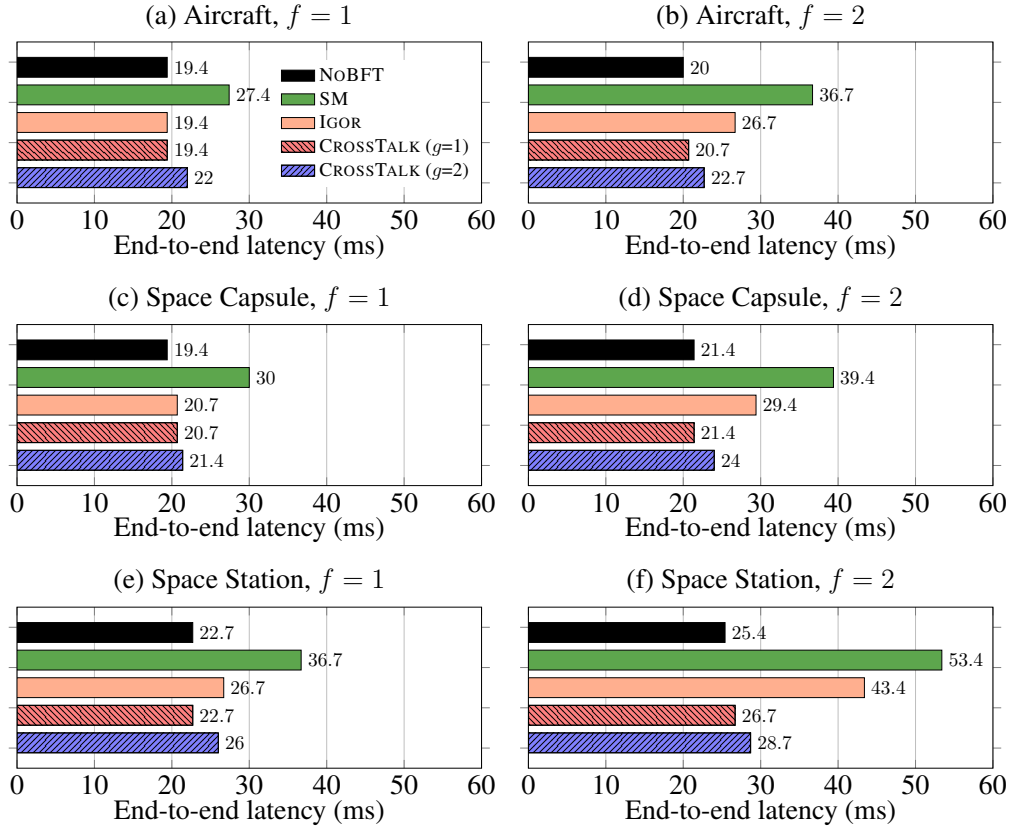 (a) Aircraft, f = 1
19.4
27.4
19.4
19.4
22
NOBFT
SM
IGOR
CROSSTALK (g=1)
CROSSTALK (g=2)
0 10 20 30 40 50 60
End-to-end latency (ms)
(b) Aircraft, f = 2
20
36.7
26.7
20.7
22.7
0 10 20 30 40 50 60
End-to-end latency (ms)
(c) Space Capsule, f = 1
19.4
30
20.7
20.7
21.4
0 10 20 30 40 50 60
End-to-end latency (ms)
(d) Space Capsule, f = 2
21.4
39.4
29.4
21.4
24
0 10 20 30 40 50 60
End-to-end latency (ms)
(e) Space Station, f = 1
22.7
36.7
26.7
22.7
26
0 10 20 30 40 50 60
End-to-end latency (ms)
(f) Space Station, f = 2
25.4
53.4
43.4
26.7
28.7
0 10 20 30 40 50 60
End-to-end latency (ms)